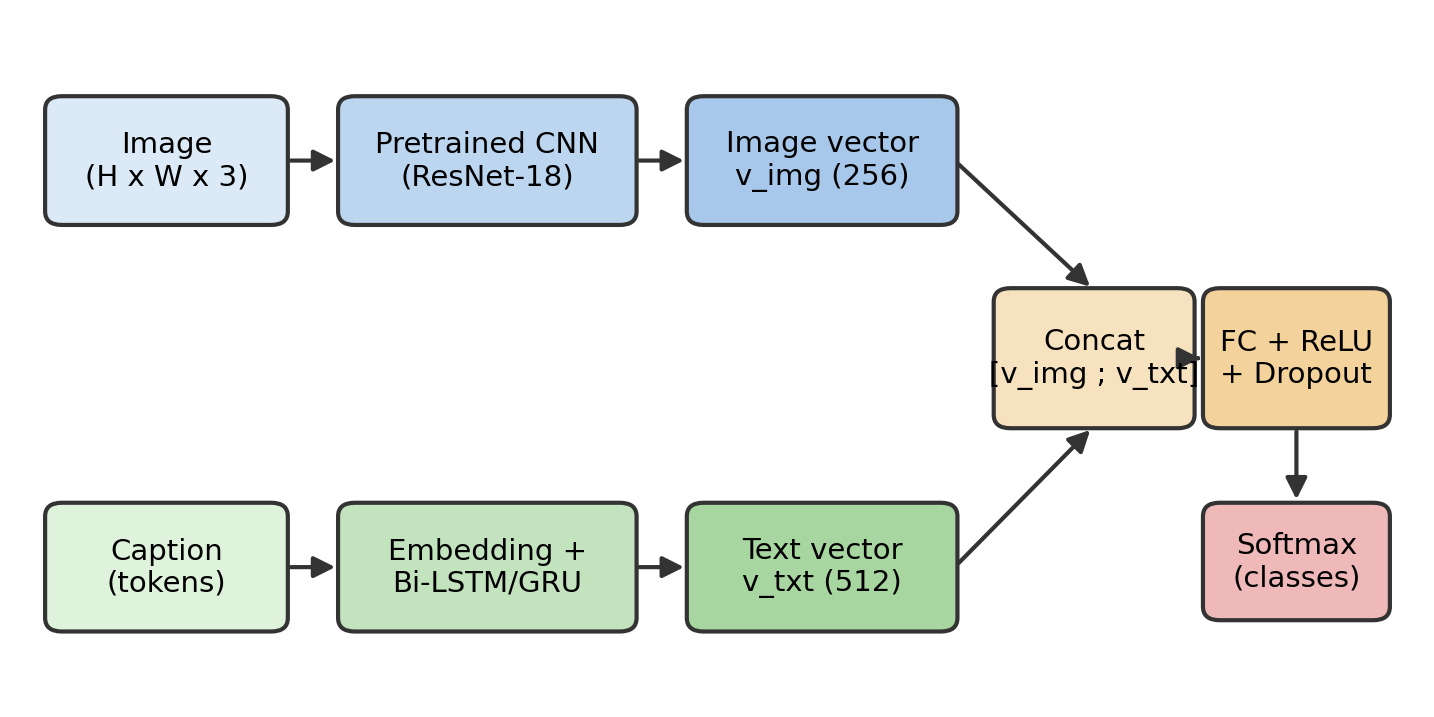 Image
(H x W x 3)
Pretrained CNN
(ResNet-18)
Image vector
v_img (256)
Concat
[v_img ; v_txt]
FC + ReLU
+ Dropout
Caption
(tokens)
Embedding +
Bi-LSTM/GRU
Text vector
v_txt (512)
Softmax
(classes)